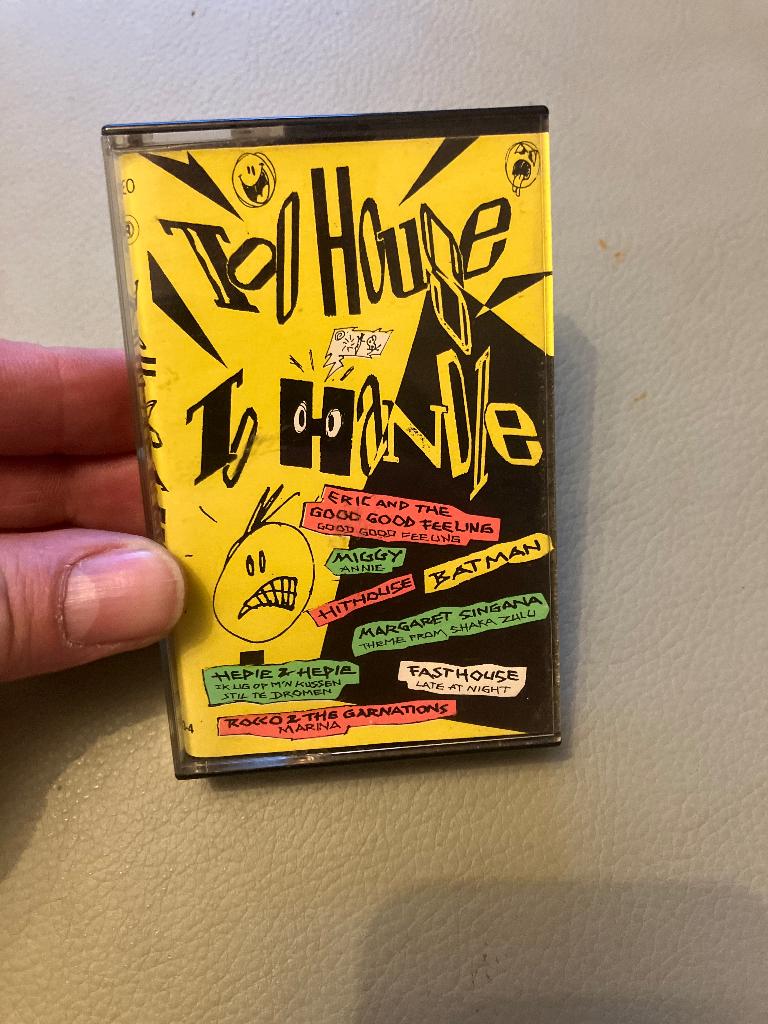 Too House
To Handle
ERIC AND THE
GOOD GOOD FEELING
GOOD GOOD FEELING
MIGGY
ANNIE
BATMAN
HITHOUSE
MARGARET SINGANA
THEME FROM SHAKA ZULU
HEPIE & HEPIE
IK LIG OP M'N KUSSEN
STIL TE DROMEN
FASTHOUSE
LATE AT NIGHT
ROCCO & THE GARNATIONS
MARINA